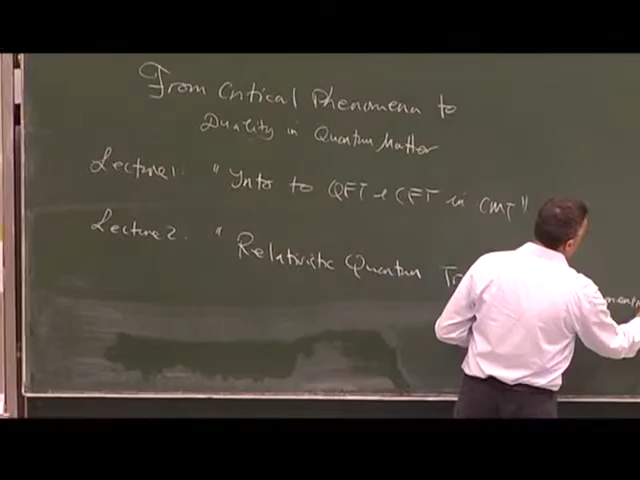 From Critical Phenomena to
Duality in Quantum Matter
Lecture 1: "Intro to QFT & CFT in CMT"
Lecture 2. " Relativistic Quantum